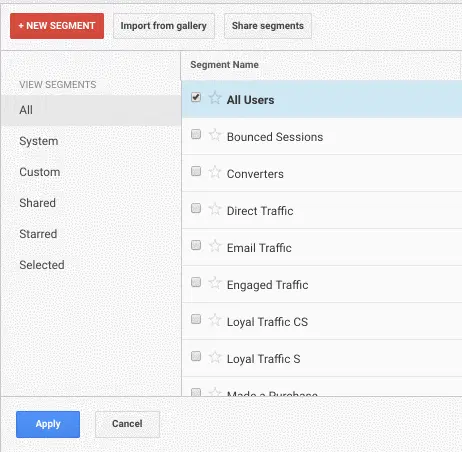 + NEW SEGMENT
Import from gallery
Share segments
VIEW SEGMENTS
All
System
Custom
Shared
Starred
Selected
Segment Name
All Users
Bounced Sessions
Converters
Direct Traffic
Email Traffic
Engaged Traffic
Loyal Traffic CS
Loyal Traffic S
Made a Purchase
Apply
Cancel